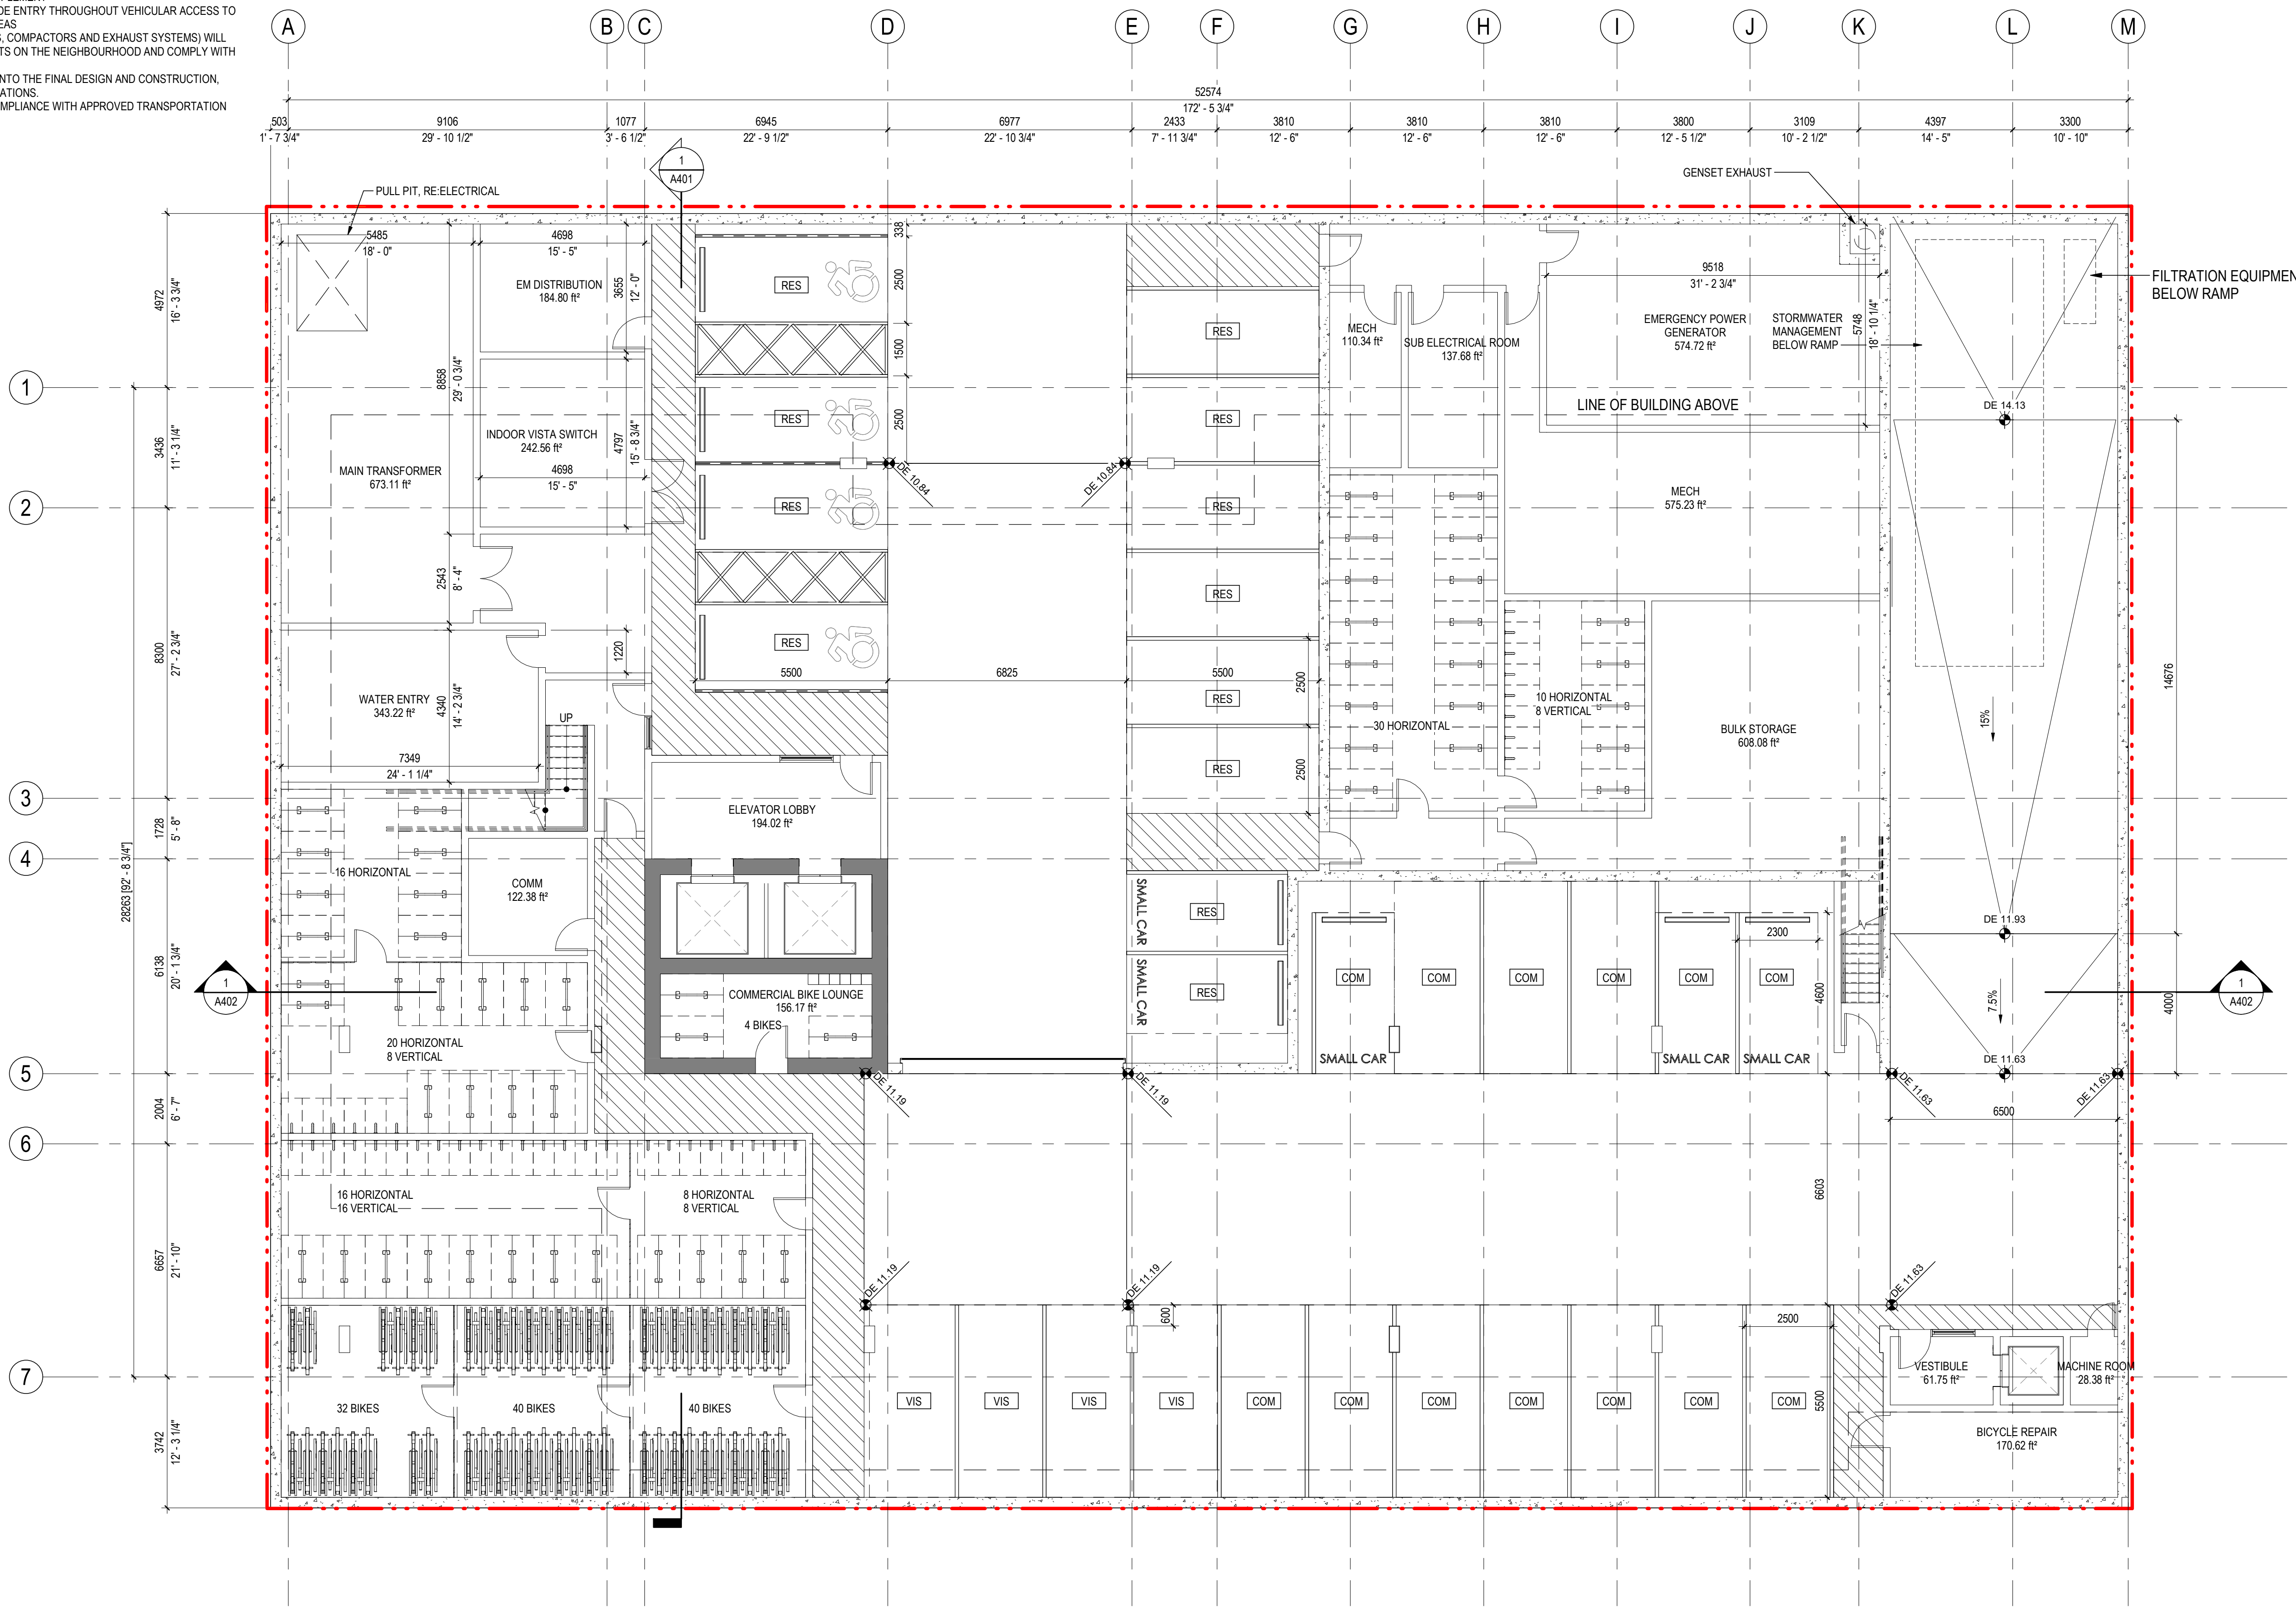 DE ENTRY THROUGHOUT VEHICULAR ACCESS TO
EAS
S, COMPACTORS AND EXHAUST SYSTEMS) WILL
TS ON THE NEIGHBOURHOOD AND COMPLY WITH
NTO THE FINAL DESIGN AND CONSTRUCTION,
ATIONS.
MPLIANCE WITH APPROVED TRANSPORTATION
A
B
C
D
E
F
G
H
I
J
K
L
M
52574
172' - 5 3/4"
503
1' - 7 3/4"
9106
29' - 10 1/2"
1077
3' - 6 1/2"
6945
22' - 9 1/2"
6977
22' - 10 3/4"
2433
7' - 11 3/4"
3810
12' - 6"
3810
12' - 6"
3810
12' - 6"
3800
12' - 5 1/2"
3109
10' - 2 1/2"
4397
14' - 5"
3300
10' - 10"
1
A401
GENSET EXHAUST
PULL PIT, RE:ELECTRICAL
5485
18' - 0"
4698
15' - 5"
EM DISTRIBUTION
184.80 ft²
3655
12' - 0"
338
2500
1500
2500
RES
RES
RES
RES
RES
RES
RES
RES
RES
RES
MECH
110.34 ft²
SUB ELECTRICAL ROOM
137.68 ft²
9518
31' - 2 3/4"
EMERGENCY POWER
GENERATOR
574.72 ft²
STORMWATER
MANAGEMENT
BELOW RAMP
5748
18' - 10 1/4"
FILTRATION EQUIPMEN
BELOW RAMP
4972
16' - 3 3/4"
1
3436
11' - 3 1/4"
2
8300
27' - 2 3/4"
3
1728
5' - 8"
4
28263 [92' - 8 3/4"]
6138
20' - 1 3/4"
5
2004
6' - 7"
6
6657
21' - 10"
7
3742
12' - 3 1/4"
8858
29' - 0 3/4"
INDOOR VISTA SWITCH
242.56 ft²
4797
15' - 8 3/4"
4698
15' - 5"
MAIN TRANSFORMER
673.11 ft²
2543
8' - 4"
LINE OF BUILDING ABOVE
DE 14.13
DE 10.84
DE 10.84
MECH
575.23 ft²
1220
5500
6825
5500
2500
2500
WATER ENTRY
343.22 ft²
4340
14' - 2 3/4"
UP
7349
24' - 1 1/4"
30 HORIZONTAL
10 HORIZONTAL
8 VERTICAL
BULK STORAGE
608.08 ft²
15%
14676
ELEVATOR LOBBY
194.02 ft²
16 HORIZONTAL
COMM
122.38 ft²
SMALL CAR
RES
SMALL CAR
RES
COM
COM
COM
COM
COM
COM
2300
4600
SMALL CAR
SMALL CAR
SMALL CAR
DE 11.93
7.5%
4000
DE 11.63
1
A402
1
A402
COMMERCIAL BIKE LOUNGE
156.17 ft²
4 BIKES
20 HORIZONTAL
8 VERTICAL
DE 11.19
DE 11.19
DE 11.63
DE 11.63
6500
6603
16 HORIZONTAL
16 VERTICAL
8 HORIZONTAL
8 VERTICAL
DE 11.19
DE 11.19
DE 11.63
600
2500
5500
VIS
VIS
VIS
VIS
COM
COM
COM
COM
COM
COM
COM
32 BIKES
40 BIKES
40 BIKES
VESTIBULE
61.75 ft²
MACHINE ROOM
28.38 ft²
BICYCLE REPAIR
170.62 ft²